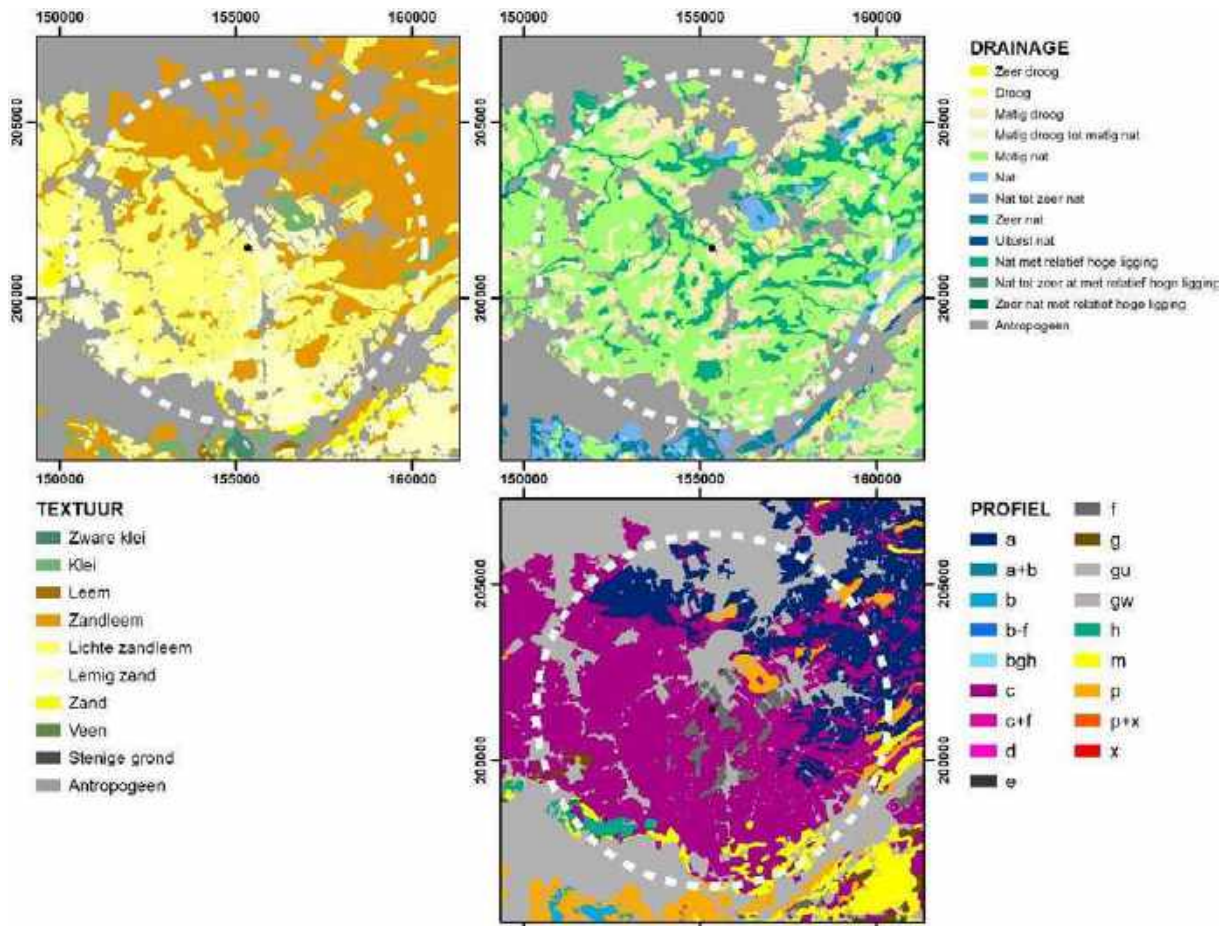 150000 155000 160000
150000 155000 160000
205000
200000
205000
200000
150000 155000 160000
150000 155000 160000
DRAINAGE
Zeer droog
Droog
Matig droog
Matig droog tot matig nat
Matig nat
Nat
Nat tot zeer nat
Zeer nat
Uiterst nat
Nat met relatief hoge ligging
Nat tot zeer at met relatief hoge ligging
Zeer nat met relatief hoge ligging
Antropogeen
TEXTUUR
Zware klei
Klei
Leem
Zandleem
Lichte zandleem
Lemig zand
Zand
Veen
Stenige grond
Antropogeen
205000
200000
PROFIEL
a
a+b
b
b-f
bgh
c
c+f
d
e
f
g
gu
gw
h
m
p
p+x
x